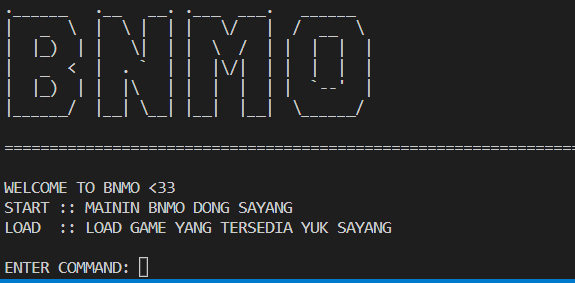 BNMO
WELCOME TO BNMO <33
START :: MAININ BNMO DONG SAYANG
LOAD  :: LOAD GAME YANG TERSEDIA YUK SAYANG
ENTER COMMAND: